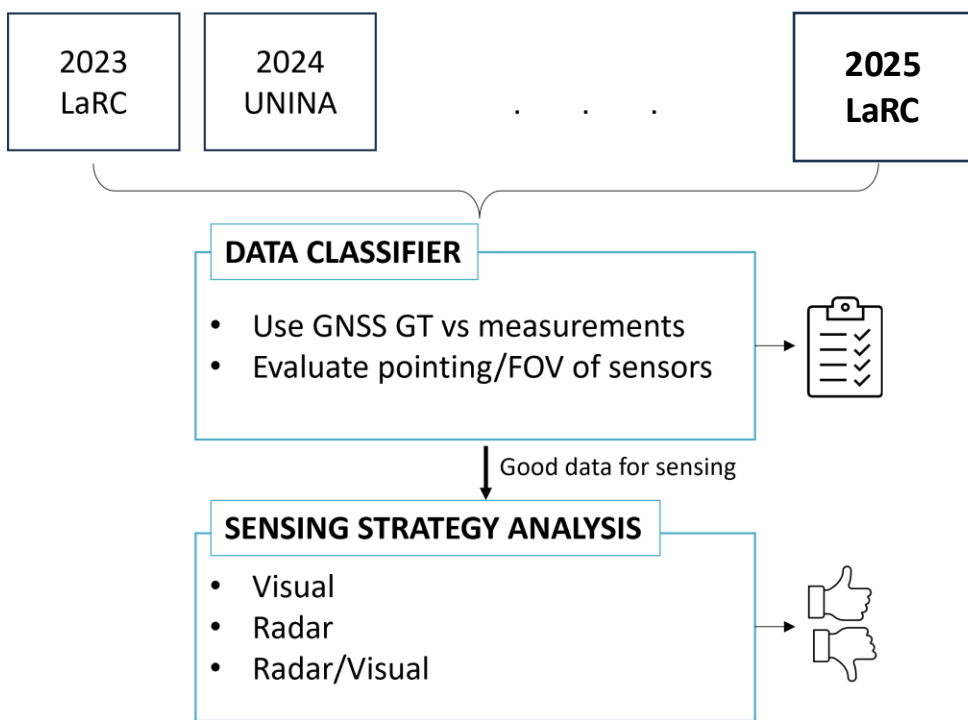 2023
LaRC
2024
UNINA
. . .
2025
LaRC
DATA CLASSIFIER
• Use GNSS GT vs measurements
• Evaluate pointing/FOV of sensors
Good data for sensing
SENSING STRATEGY ANALYSIS
• Visual
• Radar
• Radar/Visual